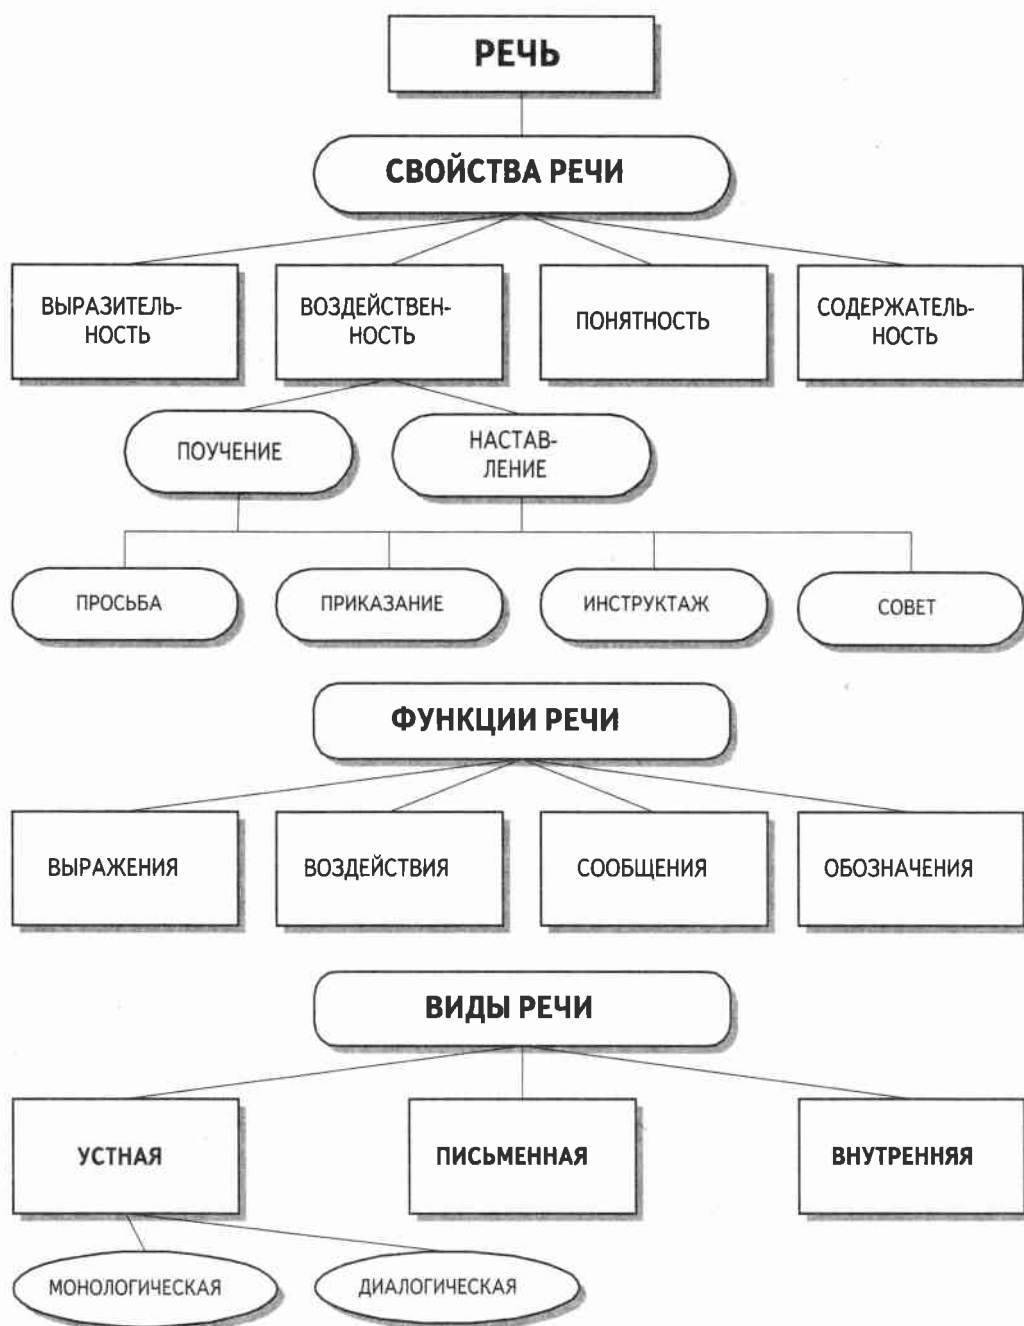 РЕЧЬ
СВОЙСТВА РЕЧИ
ВЫРАЗИТЕЛЬ-
НОСТЬ
ВОЗДЕЙСТВЕН-
НОСТЬ
ПОНЯТНОСТЬ
СОДЕРЖАТЕЛЬ-
НОСТЬ
ПОУЧЕНИЕ
НАСТАВ-
ЛЕНИЕ
ПРОСЬБА
ПРИКАЗАНИЕ
ИНСТРУКТАЖ
СОВЕТ
ФУНКЦИИ РЕЧИ
ВЫРАЖЕНИЯ
ВОЗДЕЙСТВИЯ
СООБЩЕНИЯ
ОБОЗНАЧЕНИЯ
ВИДЫ РЕЧИ
УСТНАЯ
ПИСЬМЕННАЯ
ВНУТРЕННЯЯ
МОНОЛОГИЧЕСКАЯ
ДИАЛОГИЧЕСКАЯ